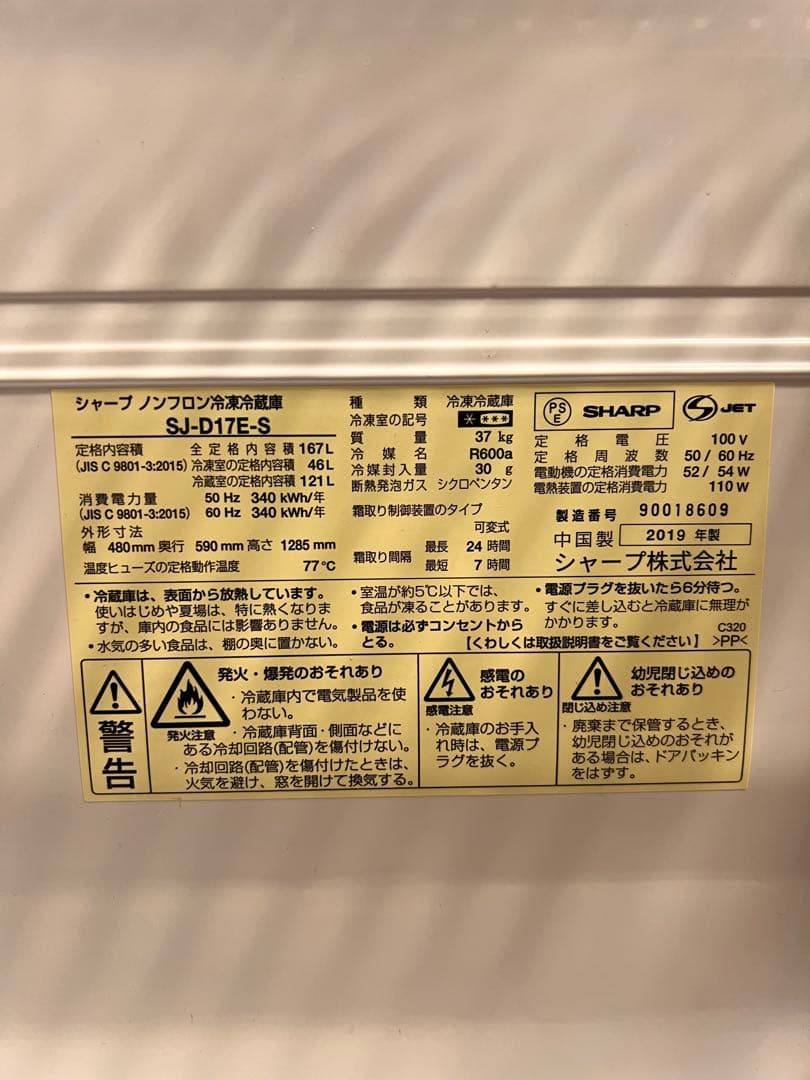 シャープ ノンフロン冷凍冷蔵庫
SJ-D17E-S
定格内容積 全定格内容積 167L
(JIS C 9801-3:2015) 冷凍室の定格内容積 46L
冷蔵室の定格内容積 121L
消費電力量 50 Hz 340 kWh/年
(JIS C 9801-3:2015) 60 Hz 340 kWh/年
外形寸法
幅 480mm 奥行 590mm 高さ 1285mm
温度ヒューズの定格動作温度 77℃
種類 冷凍冷蔵庫
冷凍室の記号 ****
質量 37 kg
冷媒名 R600a
冷媒封入量 30 g
断熱発泡ガス シクロペンタン
霜取り制御装置のタイプ
可変式
霜取り間隔 最長 24 時間
最短 7 時間
PSE SHARP S JET
定格電圧 100 V
定格周波数 50 / 60 Hz
電動機の定格消費電力 52 / 54 W
電熱装置の定格消費電力 110 W
製造番号 90018609
中国製 2019 年製
シャープ株式会社
・冷蔵庫は、表面から放熱しています。
使いはじめや夏場は、特に熱くなりま
すが、庫内の食品には影響ありません。
・水気の多い食品は、棚の奥に置かない。
・室温が約5℃以下では、
食品が凍ることがあります。
・電源は必ずコンセントから
とる。
・電源プラグを抜いたら6分待つ。
すぐに差し込むと冷蔵庫に無理が
かかります。 C320
【くわしくは取扱説明書をご覧ください】 >PP<
警告
発火・爆発のおそれあり
発火注意
・冷蔵庫内で電気製品を使
わない。
・冷蔵庫背面・側面などに
ある冷却回路(配管)を傷付けない。
・冷却回路(配管)を傷付けたときは、
火気を避け、窓を開けて換気する。
感電の
おそれあり
感電注意
・冷蔵庫のお手入
れ時は、電源プ
ラグを抜く。
幼児閉じ込めの
おそれあり
閉じ込め注意
・廃棄まで保管するとき、
幼児閉じ込めのおそれが
ある場合は、ドアパッキン
をはずす。